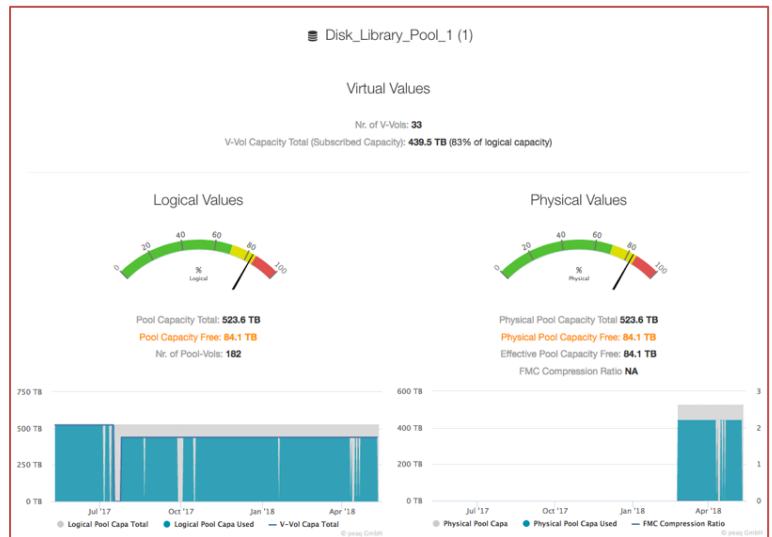 Disk_Library_Pool_1 (1)
Virtual Values
Nr. of V-Vols: 33
V-Vol Capacity Total (Subscribed Capacity): 439.5 TB (83% of logical capacity)
Logical Values
0 20 40 60 80 100
%
Logical
Pool Capacity Total: 523.6 TB
Pool Capacity Free: 84.1 TB
Nr. of Pool-Vols: 182
750 TB
500 TB
250 TB
0 TB
Jul '17 Oct '17 Jan '18 Apr '18
Logical Pool Capa Total Logical Pool Capa Used V-Vol Capa Total
© peaq GmbH
Physical Values
0 20 40 60 80 100
%
Physical
Physical Pool Capacity Total 523.6 TB
Physical Pool Capacity Free: 84.1 TB
Effective Pool Capacity Free: 84.1 TB
FMC Compression Ratio NA
600 TB 3
400 TB 2
200 TB 1
0 TB 0
Jul '17 Oct '17 Jan '18 Apr '18
Physical Pool Capa Physical Pool Capa Used FMC Compression Ratio
© peaq GmbH